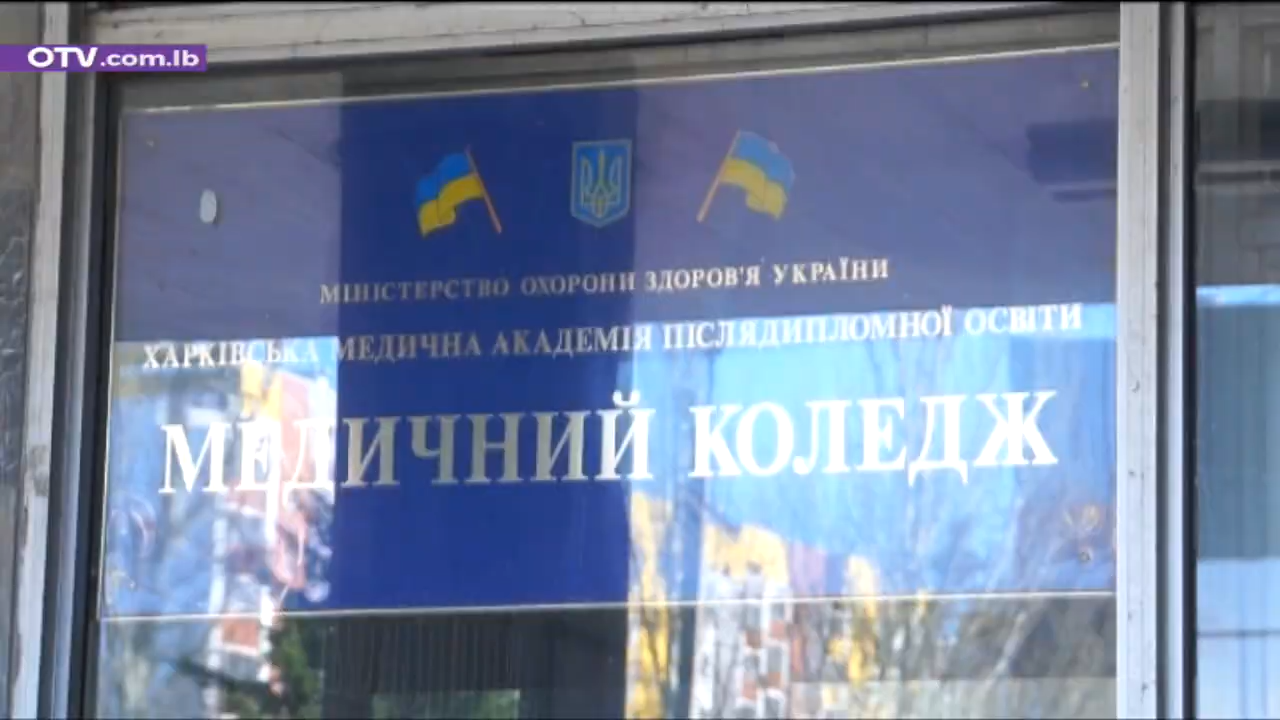 OTV.com.lb
МІНІСТЕРСТВО ОХОРОНИ ЗДОРОВ'Я УКРАЇНИ
ХАРКІВСЬКА МЕДИЧНА АКАДЕМІЯ ПІСЛЯДИПЛОМНОЇ ОСВІТИ
МЕДИЧНИЙ КОЛЕДЖ